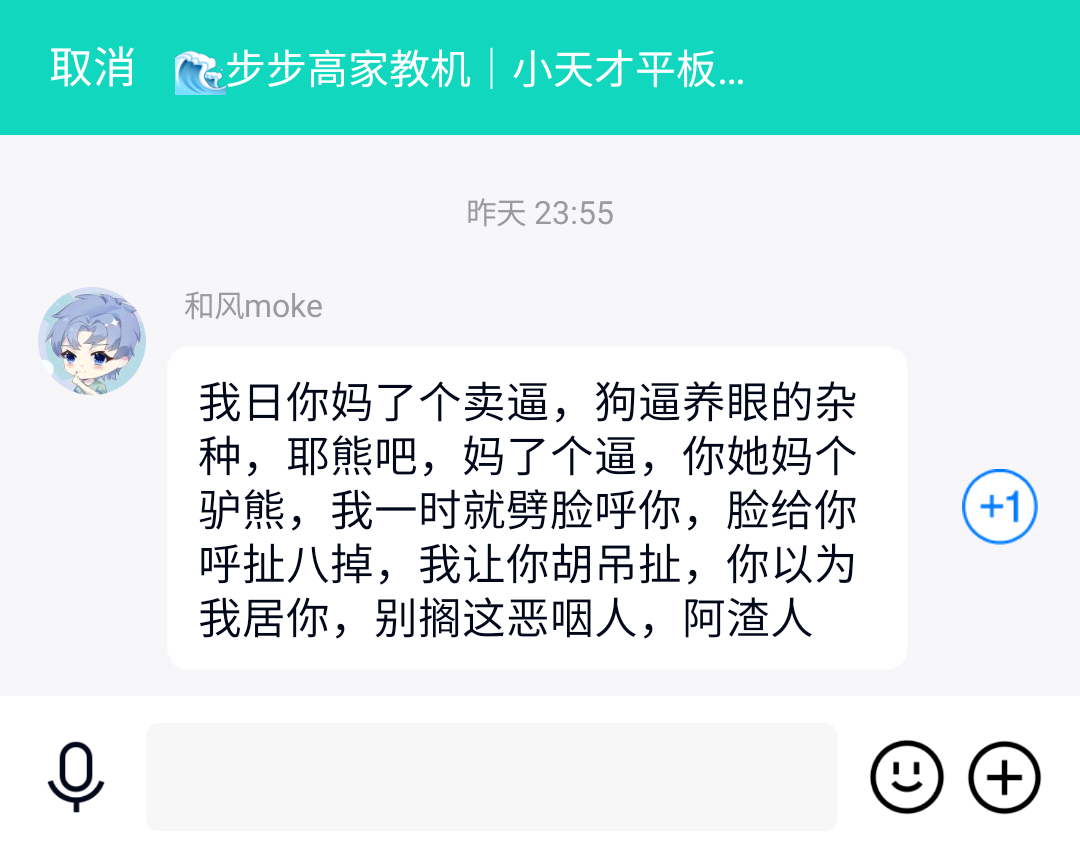 取消 🌊步步高家教机｜小天才平板...
昨天 23:55
和风moke
我日你妈了个卖逼，狗逼养眼的杂
种，耶熊吧，妈了个逼，你她妈个
驴熊，我一时就劈脸呼你，脸给你
呼扯八掉，我让你胡吊扯，你以为
我居你，别搁这恶咽人，阿渣人
+1